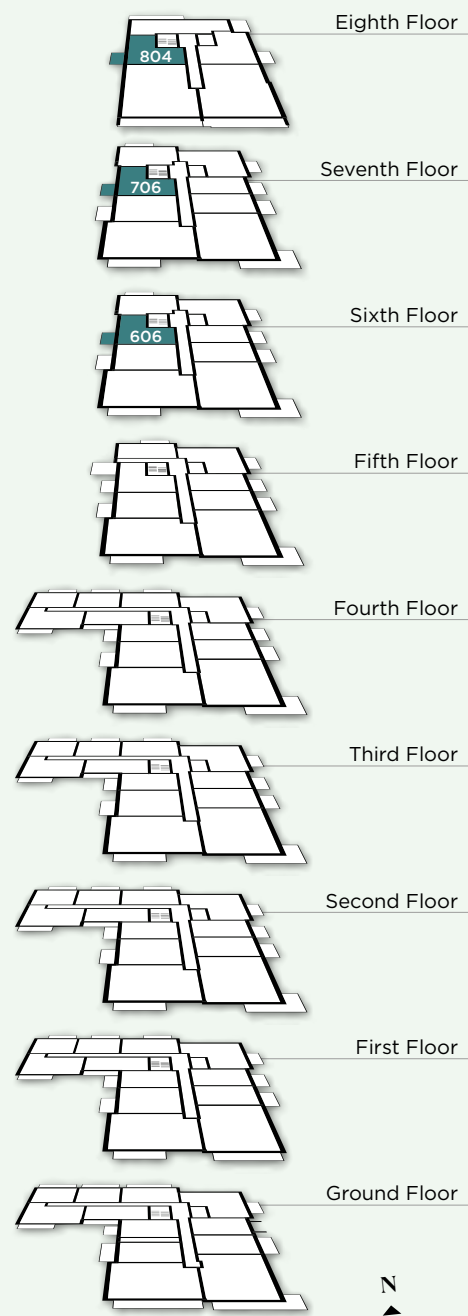 Eighth Floor
804
Seventh Floor
706
Sixth Floor
606
Fifth Floor
Fourth Floor
Third Floor
Second Floor
First Floor
Ground Floor
N